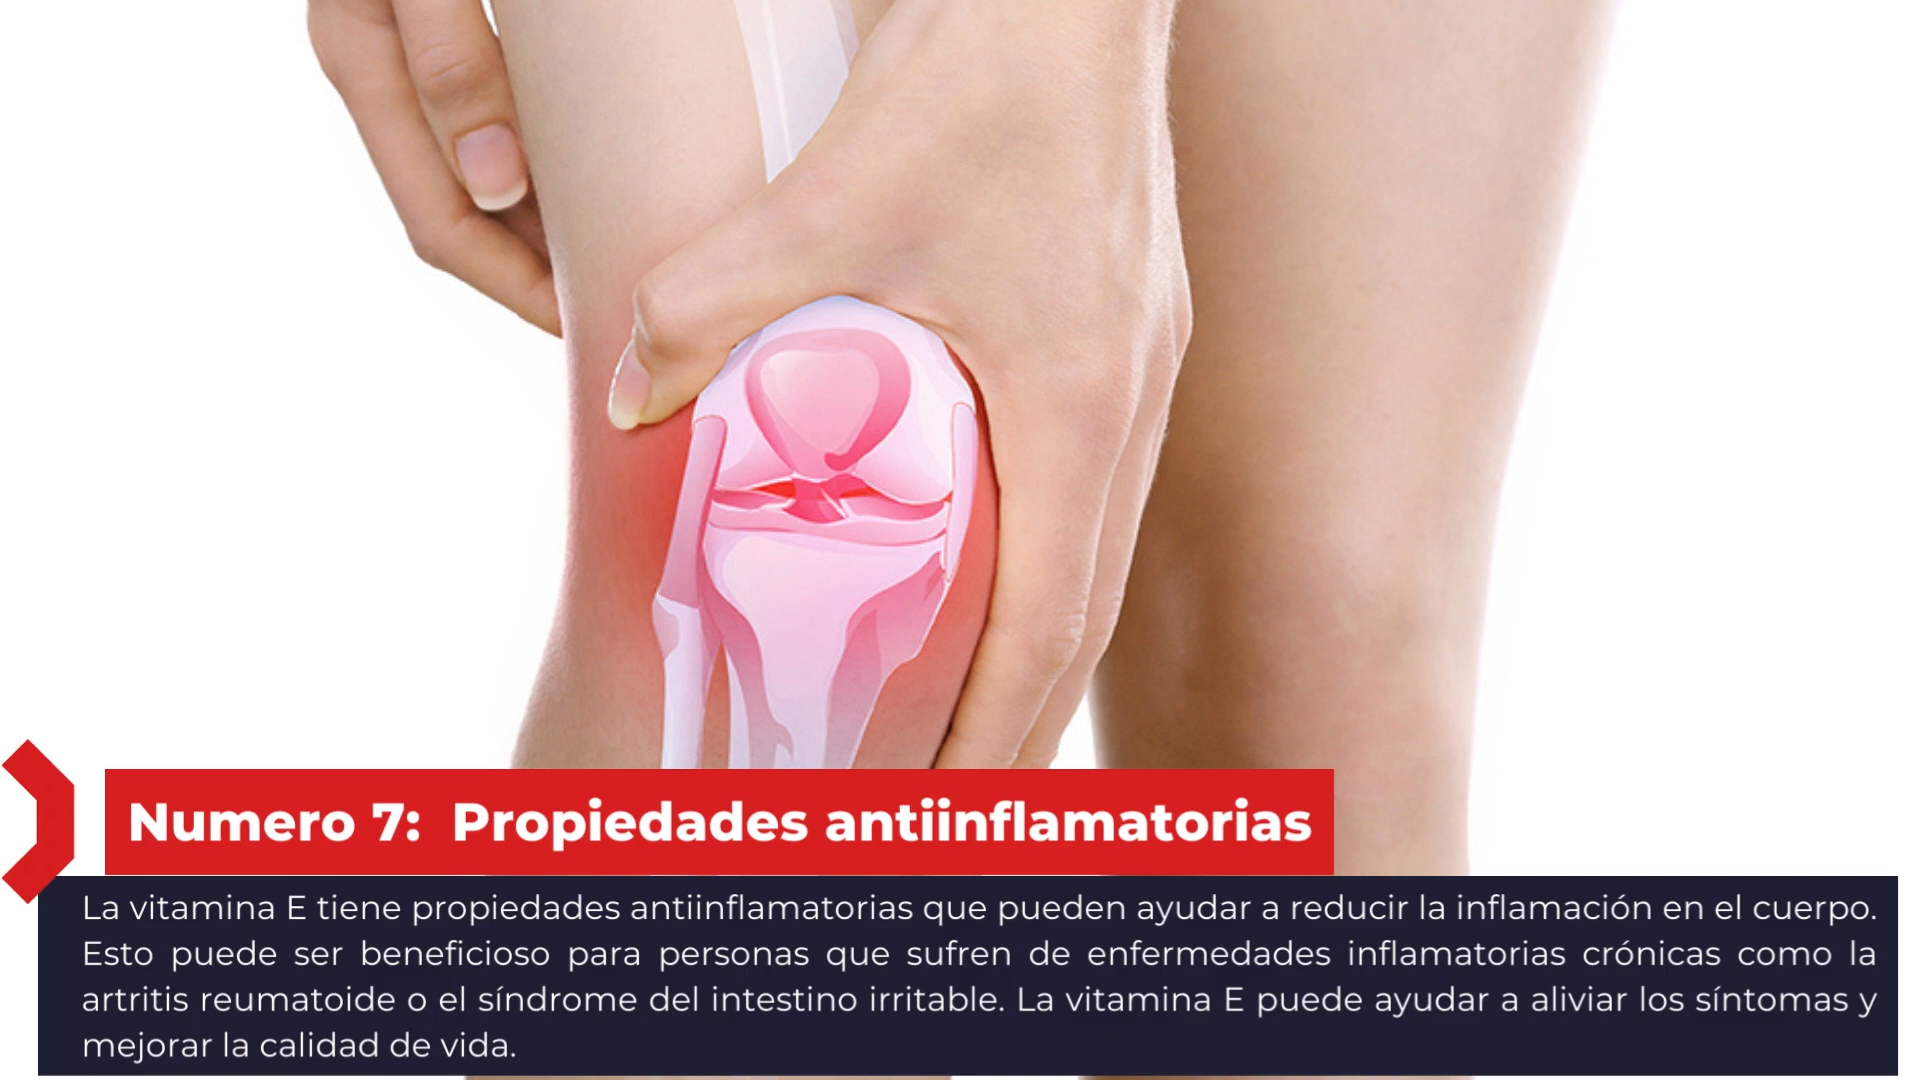 Numero 7: Propiedades antiinflamatorias
La vitamina E tiene propiedades antiinflamatorias que pueden ayudar a reducir la inflamación en el cuerpo.
Esto puede ser beneficioso para personas que sufren de enfermedades inflamatorias crónicas como la
artritis reumatoide o el síndrome del intestino irritable. La vitamina E puede ayudar a aliviar los síntomas y
mejorar la calidad de vida.